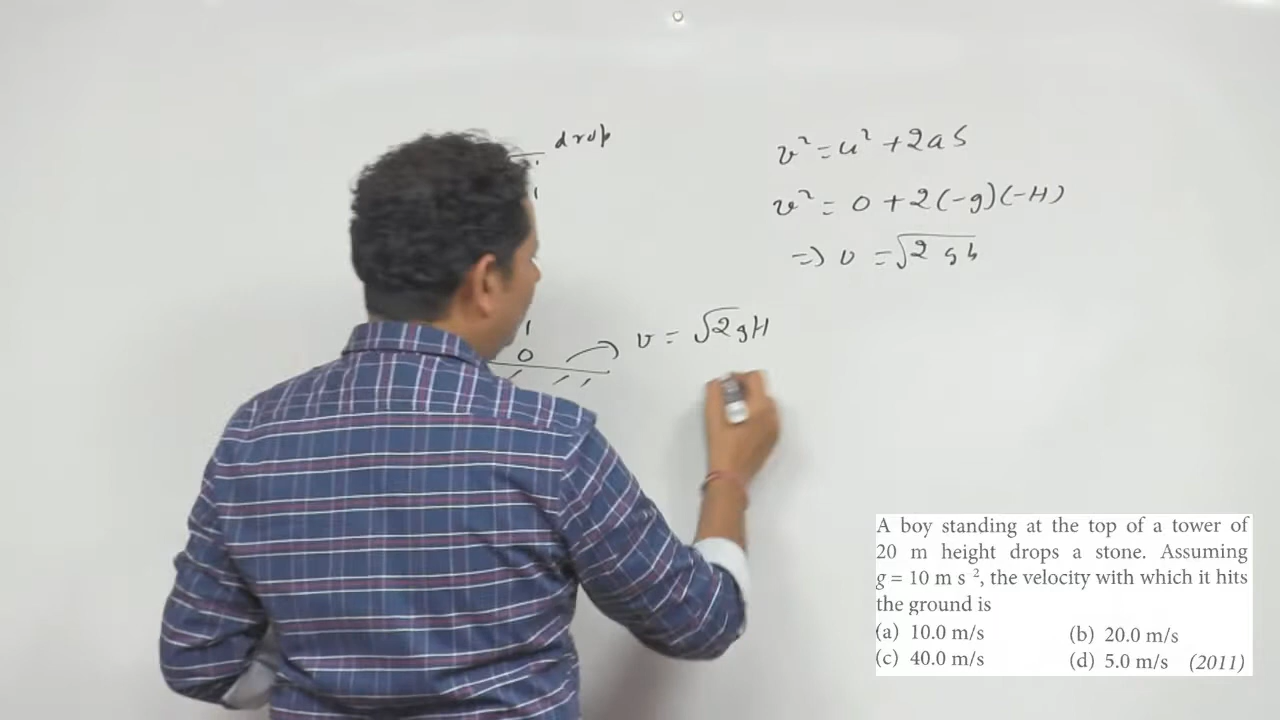 drop
v² = u² + 2as
v² = 0 + 2(-g)(-H)
=> v = √2gh
v = √2gH
A boy standing at the top of a tower of
20 m height drops a stone. Assuming
g = 10 m s ², the velocity with which it hits
the ground is
(a) 10.0 m/s (b) 20.0 m/s
(c) 40.0 m/s (d) 5.0 m/s (2011)